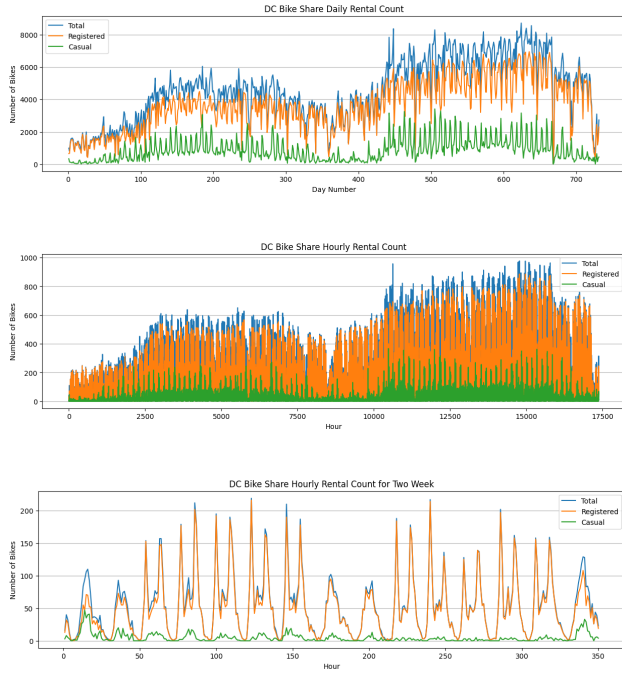 DC Bike Share Daily Rental Count
Total
Registered
Casual
Number of Bikes
8000
6000
4000
2000
0
0 100 200 300 400 500 600 700
Day Number
DC Bike Share Hourly Rental Count
Total
Registered
Casual
Number of Bikes
1000
800
600
400
200
0
0 2500 5000 7500 10000 12500 15000 17500
Hour
DC Bike Share Hourly Rental Count for Two Week
Total
Registered
Casual
Number of Bikes
200
150
100
50
0
0 50 100 150 200 250 300 350
Hour